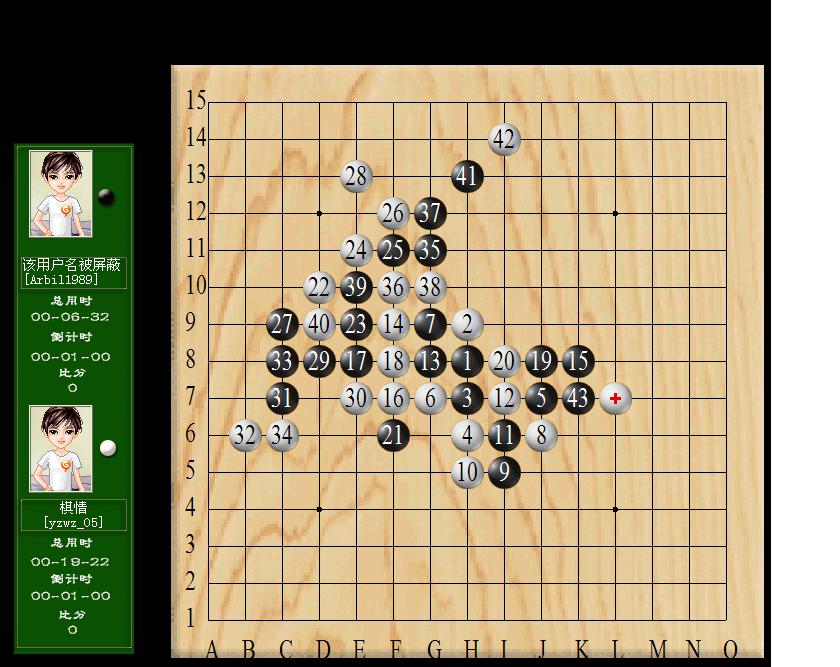 该用户名被屏蔽
[Arbil1989]
总用时
00-06-32
倒计时
00-01-00
比分
0
棋情
[yzwz_05]
总用时
00-19-22
倒计时
00-01-00
比分
0
15
14 42
13 28 41
12 26 37
11 24 25 35
10 22 39 36 38
9 27 40 23 14 7 2
8 33 29 17 18 13 1 20 19 15
7 31 30 16 6 3 12 5 43
6 32 34 21 4 11 8
5 10 9
4
3
2
1
A B C D E F G H I J K L M N O